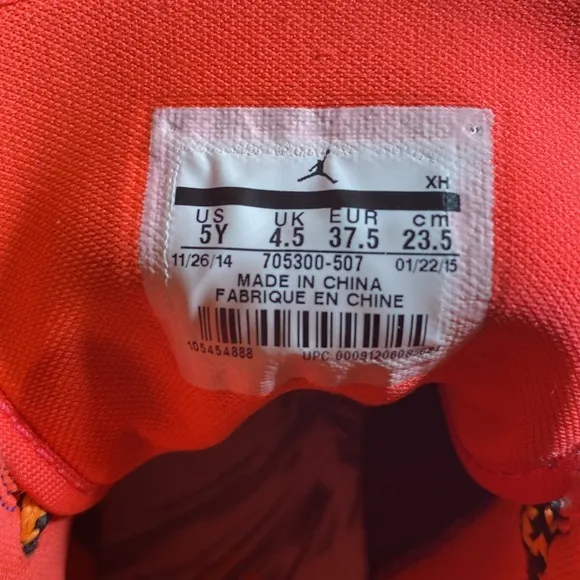 XH
US UK EUR cm
5Y 4.5 37.5 23.5
11/26/14 705300-507 01/22/15
MADE IN CHINA
FABRIQUE EN CHINE
105454888 UPC